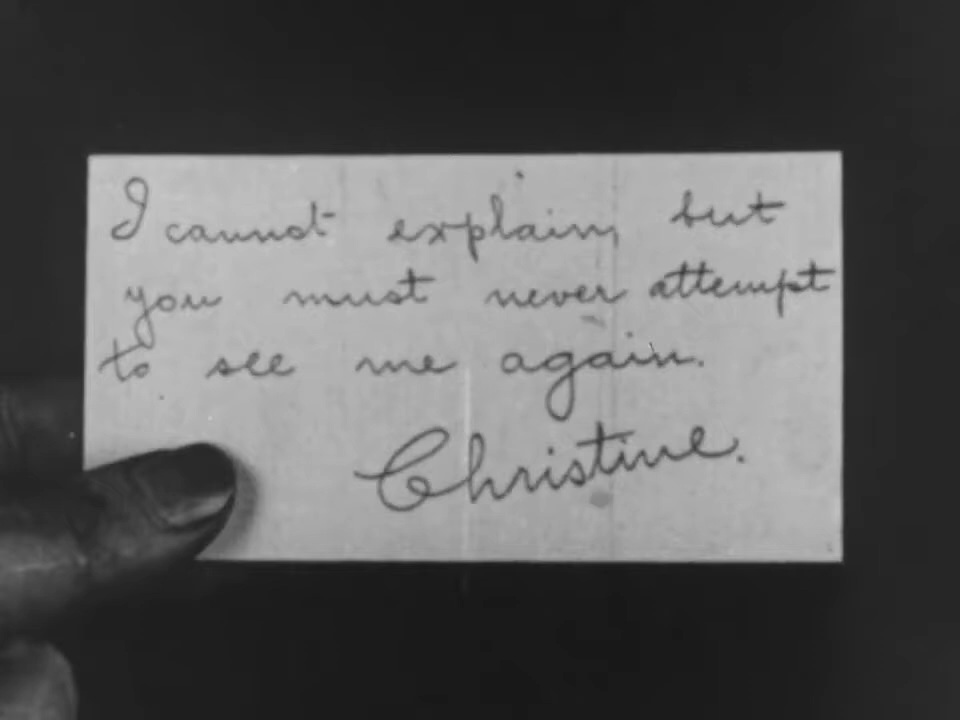 I cannot explain, but
you must never attempt
to see me again.
Christine.